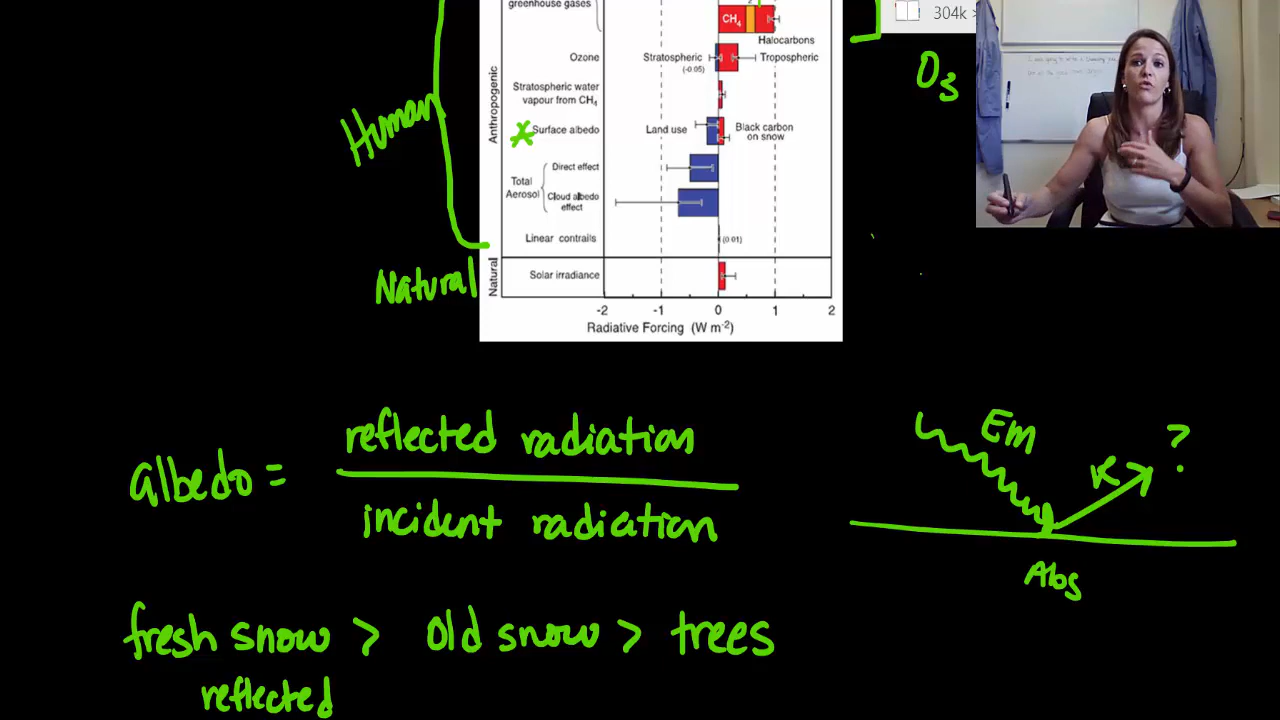 greenhouse gases
CH4
2
304k >
Halocarbons
Ozone
Stratospheric
(-0.05)
Tropospheric
O3
Human
Anthropogenic
Stratospheric water
vapour from CH4
Surface albedo
Land use
Black carbon
on snow
Total
Aerosol
Direct effect
Cloud albedo
effect
Linear contrails
(0.01)
Natural
Natural
Solar irradiance
-2 -1 0 1 2
Radiative Forcing (W m-2)
albedo = reflected radiation
incident radiation
Em
?
Abs
fresh snow > old snow > trees
reflected